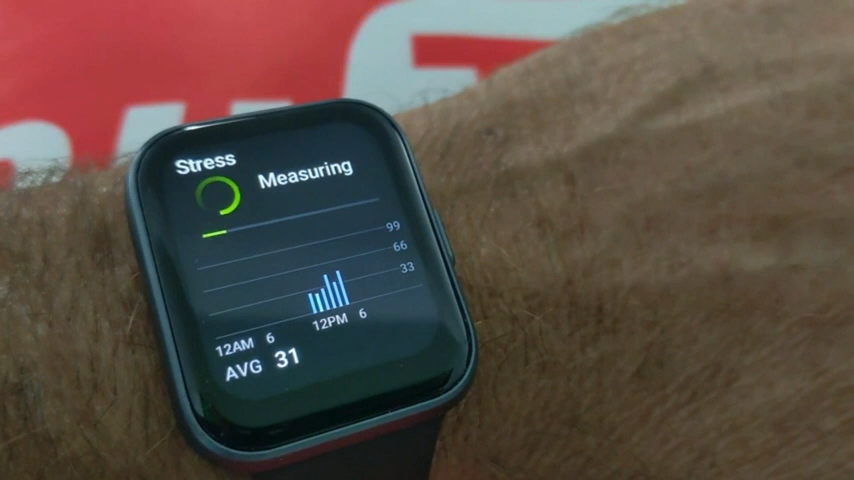 Stress
Measuring
99
66
33
12AM 6 12PM 6
AVG 31